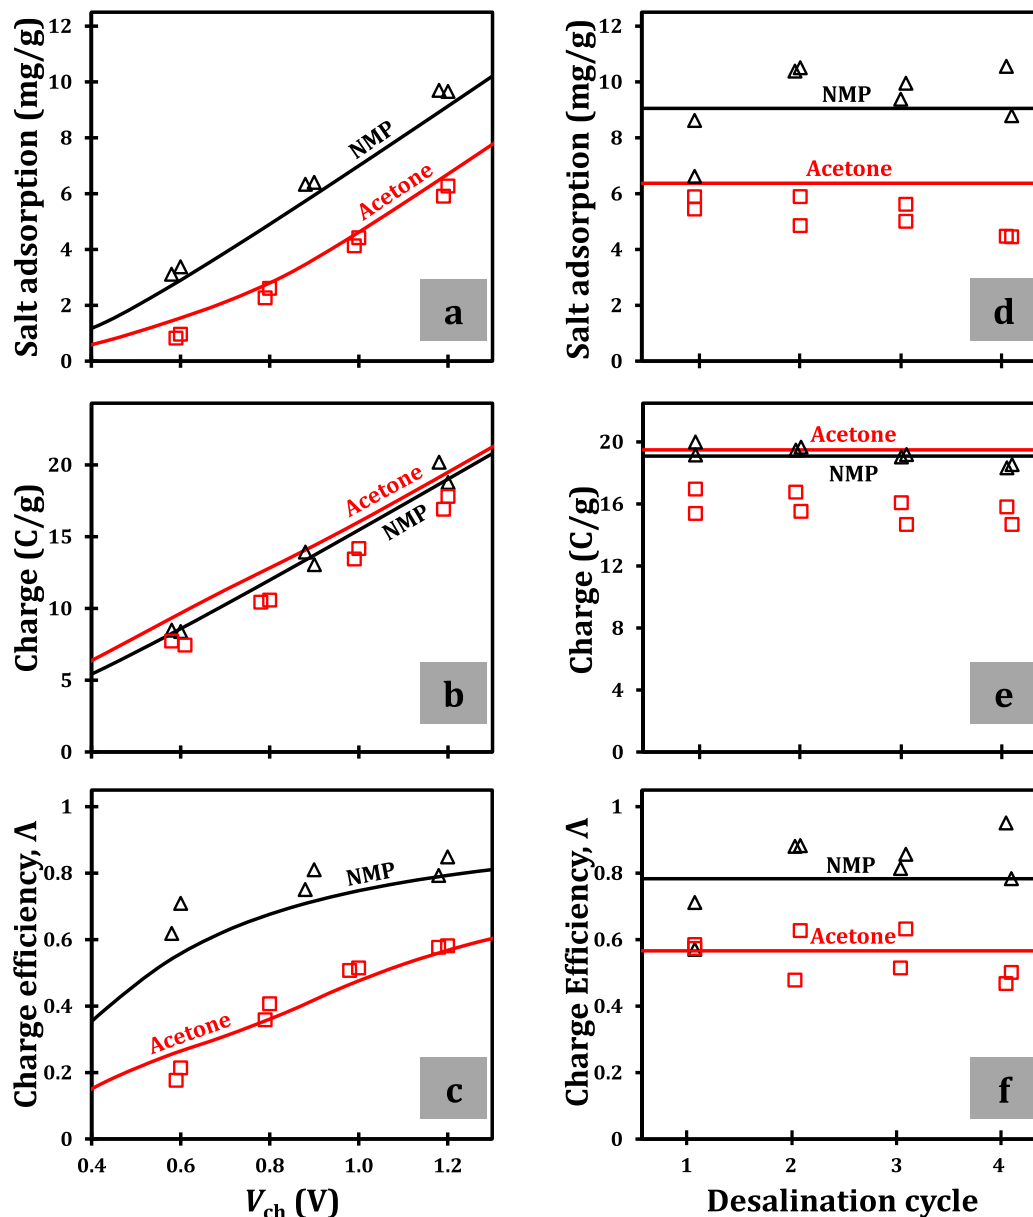 Salt adsorption (mg/g)
12
10
8
6
4
2
0
NMP
Acetone
a
Salt adsorption (mg/g)
12
10
8
6
4
2
0
NMP
Acetone
d
Charge (C/g)
20
15
10
5
0
Acetone
NMP
b
Charge (C/g)
20
16
12
8
4
0
Acetone
NMP
e
Charge efficiency, Λ
1
0.8
0.6
0.4
0.2
0
NMP
Acetone
c
0.4 0.6 0.8 1.0 1.2
Vch (V)
Charge Efficiency, Λ
1
0.8
0.6
0.4
0.2
0
NMP
Acetone
f
1 2 3 4
Desalination cycle